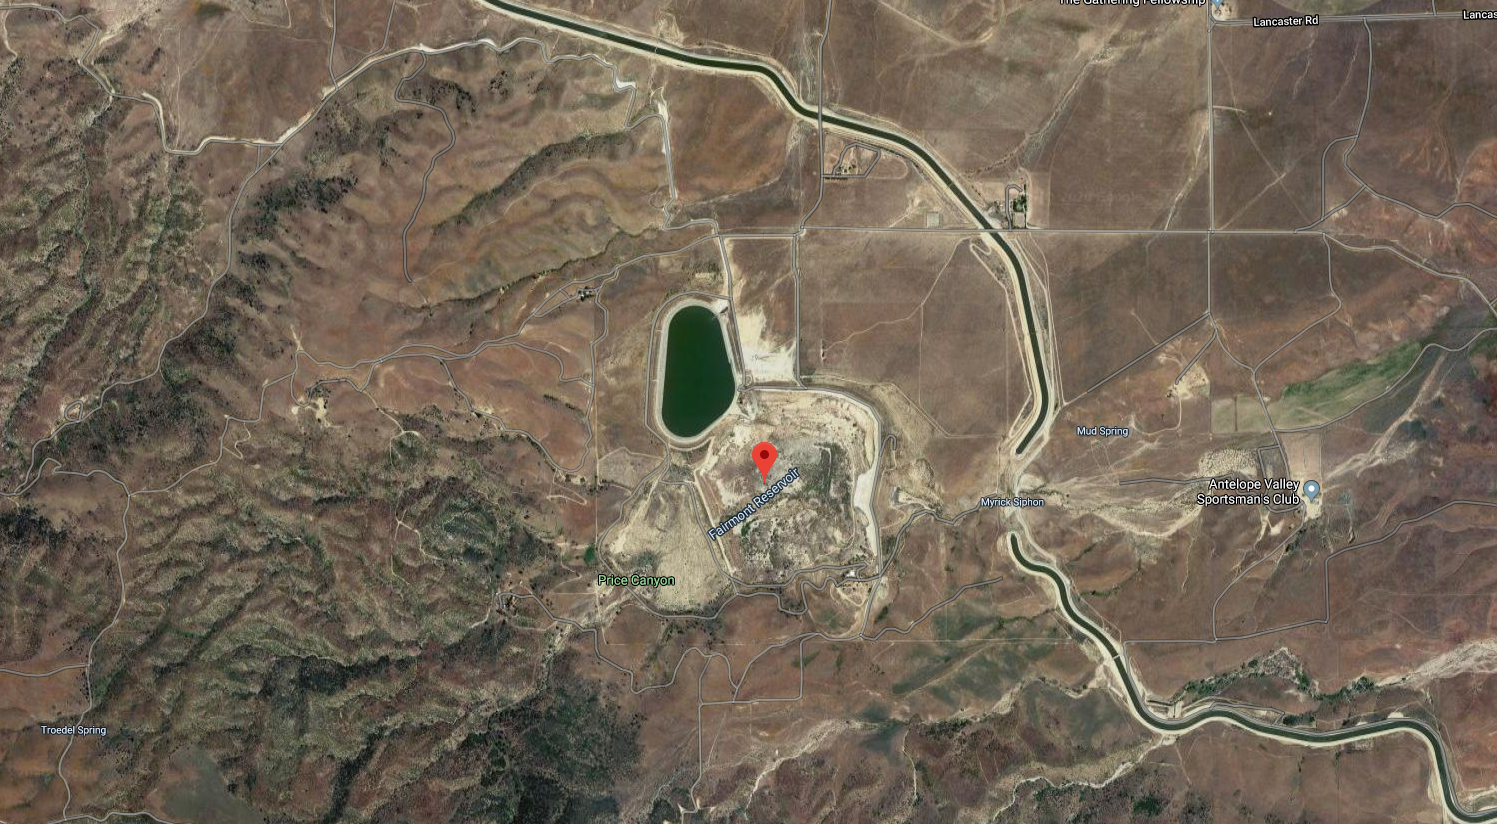 The Gathering Fellowship
Lancaster Rd
Lancas
Mud Spring
Antelope Valley
Sportsman's Club
Myrick Siphon
Fairmont Reservoir
Price Canyon
Troedel Spring